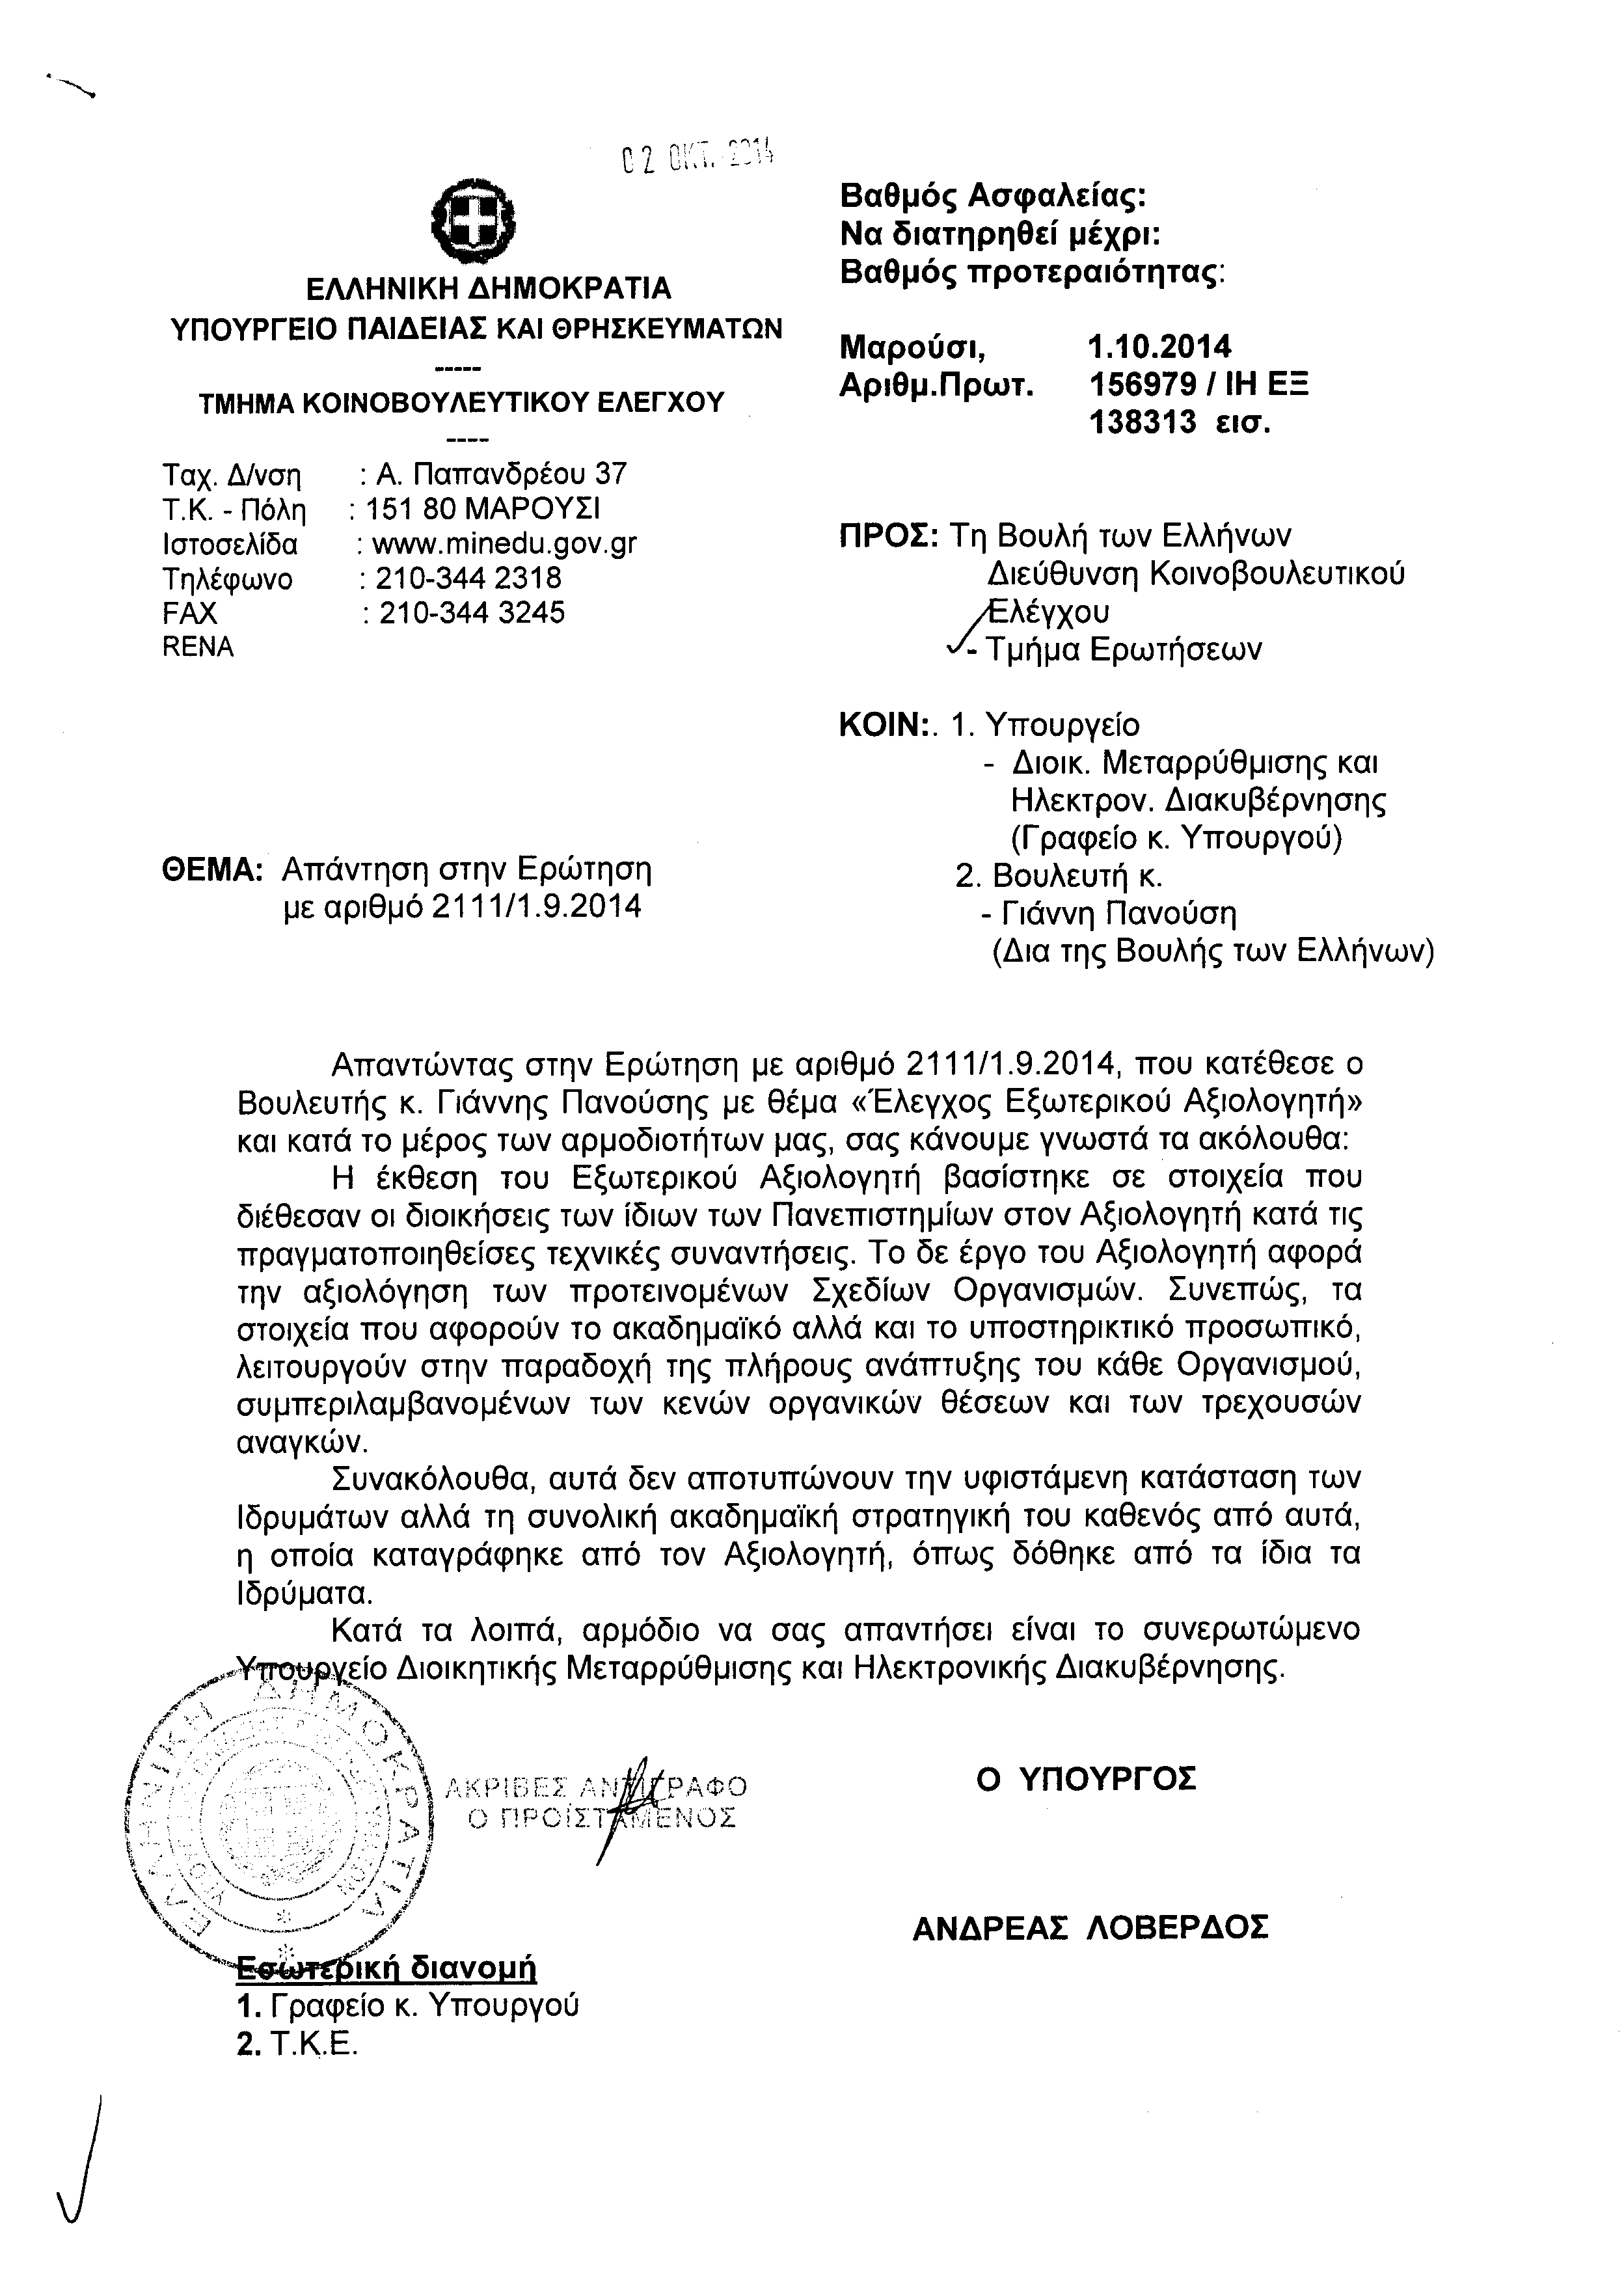 02 ΟΚΤ. 2014
ΕΛΛΗΝΙΚΗ ΔΗΜΟΚΡΑΤΙΑ
ΥΠΟΥΡΓΕΙΟ ΠΑΙΔΕΙΑΣ ΚΑΙ ΘΡΗΣΚΕΥΜΑΤΩΝ
-----
ΤΜΗΜΑ ΚΟΙΝΟΒΟΥΛΕΥΤΙΚΟΥ ΕΛΕΓΧΟΥ
----
Ταχ. Δ/νση : Α. Παπανδρέου 37
Τ.Κ. - Πόλη : 151 80 ΜΑΡΟΥΣΙ
Ιστοσελίδα : www.minedu.gov.gr
Τηλέφωνο : 210-344 2318
FAX : 210-344 3245
RENA
Βαθμός Ασφαλείας:
Να διατηρηθεί μέχρι:
Βαθμός προτεραιότητας:
Μαρούσι, 1.10.2014
Αριθμ.Πρωτ. 156979 / ΙΗ ΕΞ
138313 εισ.
ΠΡΟΣ: Τη Βουλή των Ελλήνων
Διεύθυνση Κοινοβουλευτικού
Ελέγχου
- Τμήμα Ερωτήσεων
ΚΟΙΝ:. 1. Υπουργείο
- Διοικ. Μεταρρύθμισης και
Ηλεκτρον. Διακυβέρνησης
(Γραφείο κ. Υπουργού)
2. Βουλευτή κ.
- Γιάννη Πανούση
(Δια της Βουλής των Ελλήνων)
ΘΕΜΑ: Απάντηση στην Ερώτηση
με αριθμό 2111/1.9.2014
Απαντώντας στην Ερώτηση με αριθμό 2111/1.9.2014, που κατέθεσε ο
Βουλευτής κ. Γιάννης Πανούσης με θέμα «Έλεγχος Εξωτερικού Αξιολογητή»
και κατά το μέρος των αρμοδιοτήτων μας, σας κάνουμε γνωστά τα ακόλουθα:
Η έκθεση του Εξωτερικού Αξιολογητή βασίστηκε σε στοιχεία που
διέθεσαν οι διοικήσεις των ίδιων των Πανεπιστημίων στον Αξιολογητή κατά τις
πραγματοποιηθείσες τεχνικές συναντήσεις. Το δε έργο του Αξιολογητή αφορά
την αξιολόγηση των προτεινομένων Σχεδίων Οργανισμών. Συνεπώς, τα
στοιχεία που αφορούν το ακαδημαϊκό αλλά και το υποστηρικτικό προσωπικό,
λειτουργούν στην παραδοχή της πλήρους ανάπτυξης του κάθε Οργανισμού,
συμπεριλαμβανομένων των κενών οργανικών θέσεων και των τρεχουσών
αναγκών.
Συνακόλουθα, αυτά δεν αποτυπώνουν την υφιστάμενη κατάσταση των
Ιδρυμάτων αλλά τη συνολική ακαδημαϊκή στρατηγική του καθενός από αυτά,
η οποία καταγράφηκε από τον Αξιολογητή, όπως δόθηκε από τα ίδια τα
Ιδρύματα.
Κατά τα λοιπά, αρμόδιο να σας απαντήσει είναι το συνερωτώμενο
Υπουργείο Διοικητικής Μεταρρύθμισης και Ηλεκτρονικής Διακυβέρνησης.
ΕΛΛΗΝΙΚΗ ΔΗΜΟΚΡΑΤΙΑ
ΑΚΡΙΒΕΣ ΑΝΤΙΓΡΑΦΟ
Ο ΠΡΟΪΣΤΑΜΕΝΟΣ
Ο ΥΠΟΥΡΓΟΣ
ΑΝΔΡΕΑΣ ΛΟΒΕΡΔΟΣ
Εσωτερική διανομή
1. Γραφείο κ. Υπουργού
2. Τ.Κ.Ε.